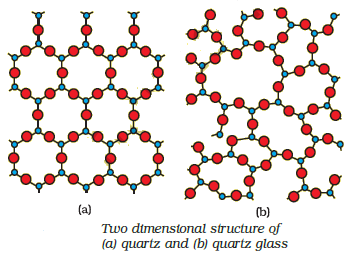 (a)
(b)
Two dimensional structure of
(a) quartz and (b) quartz glass